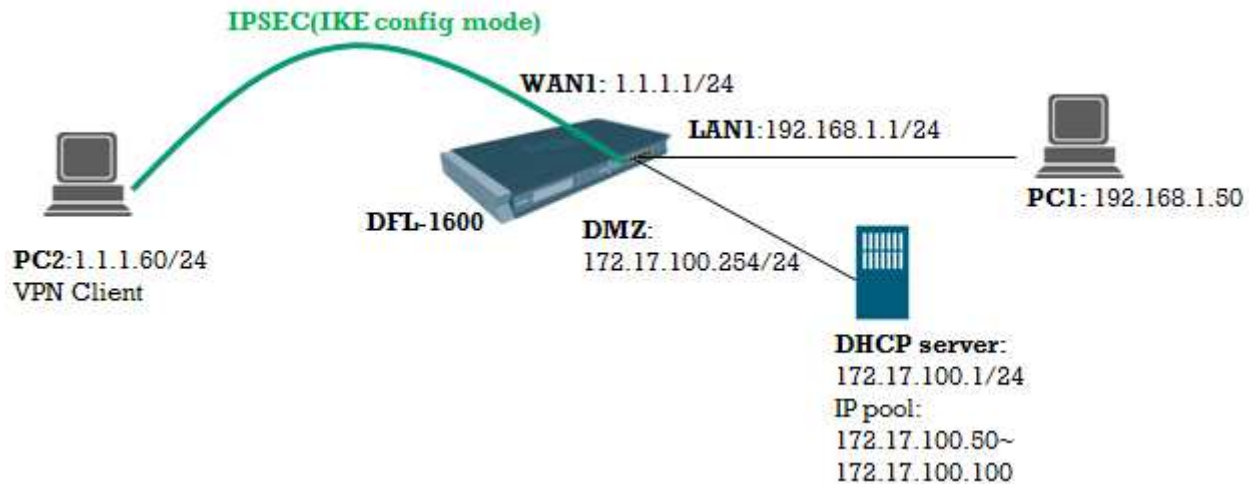 IPSEC(IKE config mode)
WAN1: 1.1.1.1/24
LAN1:192.168.1.1/24
PC1: 192.168.1.50
DFL-1600
DMZ:
172.17.100.254/24
PC2:1.1.1.60/24
VPN Client
DHCP server:
172.17.100.1/24
IP pool:
172.17.100.50~
172.17.100.100